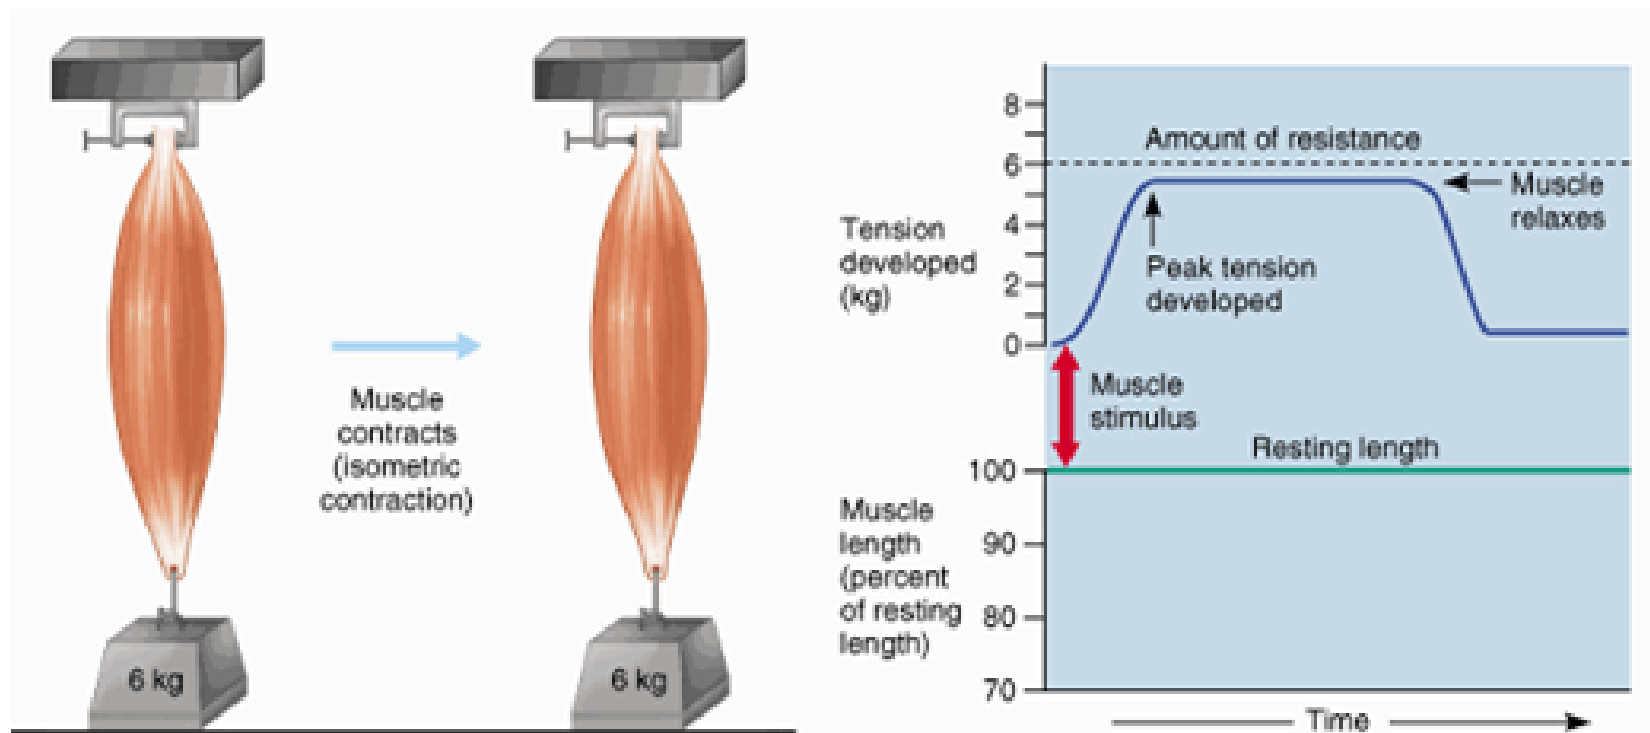 6 kg
Muscle
contracts
(isometric
contraction)
6 kg
Tension
developed
(kg)
8
6
4
2
0
Amount of resistance
Muscle
relaxes
Peak tension
developed
Muscle
stimulus
Resting length
Muscle
length
(percent
of resting
length)
100
90
80
70
Time